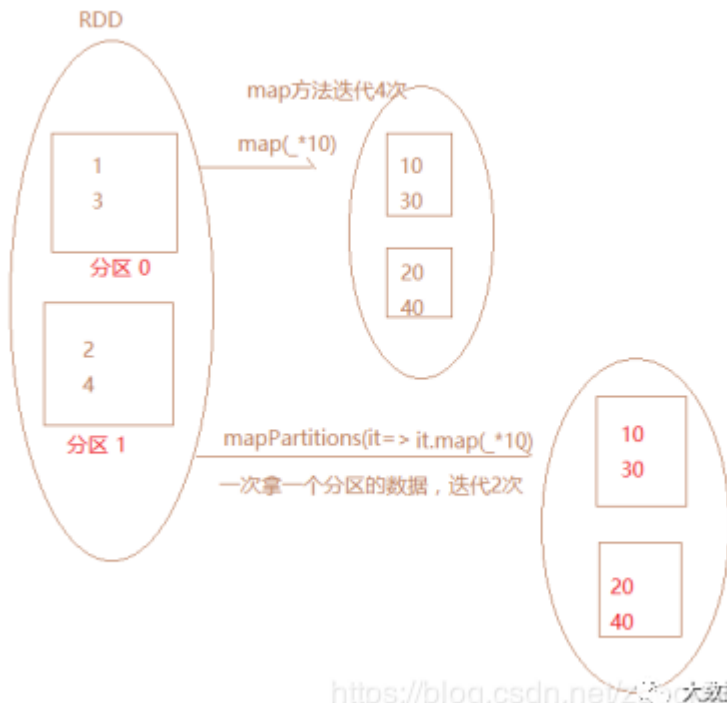 RDD
map方法迭代4次
map(_*10)
1
3
分区 0
10
30
20
40
2
4
分区 1
mapPartitions(it=> it.map(_*10)
一次拿一个分区的数据，迭代2次
10
30
20
40
https://blog.csdn.net/z
大数